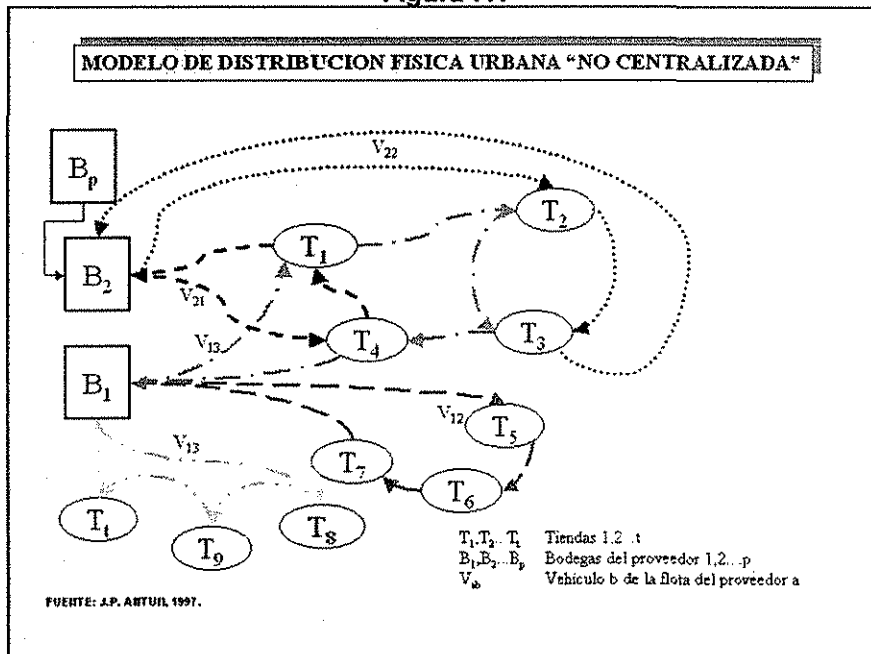 MODELO DE DISTRIBUCION FISICA URBANA "NO CENTRALIZADA"
V22
Bp
T2
T1
B2
V21
V13
T4
T3
B1
V12
T5
V13
T7
T6
Tt
T8
T9
T1,T2...Tt Tiendas 1,2...t
B1,B2...Bp Bodegas del proveedor 1,2...p
Vab Vehículo b de la flota del proveedor a
FUENTE: J.P. ANTUN, 1997.